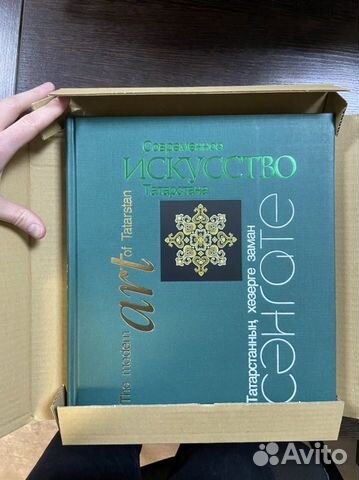 Современное
ИСКУССТВО
Татарстана
The modern
art
of Tatarstan
Татарстанның хәзерге заман
сәнгате
Avito